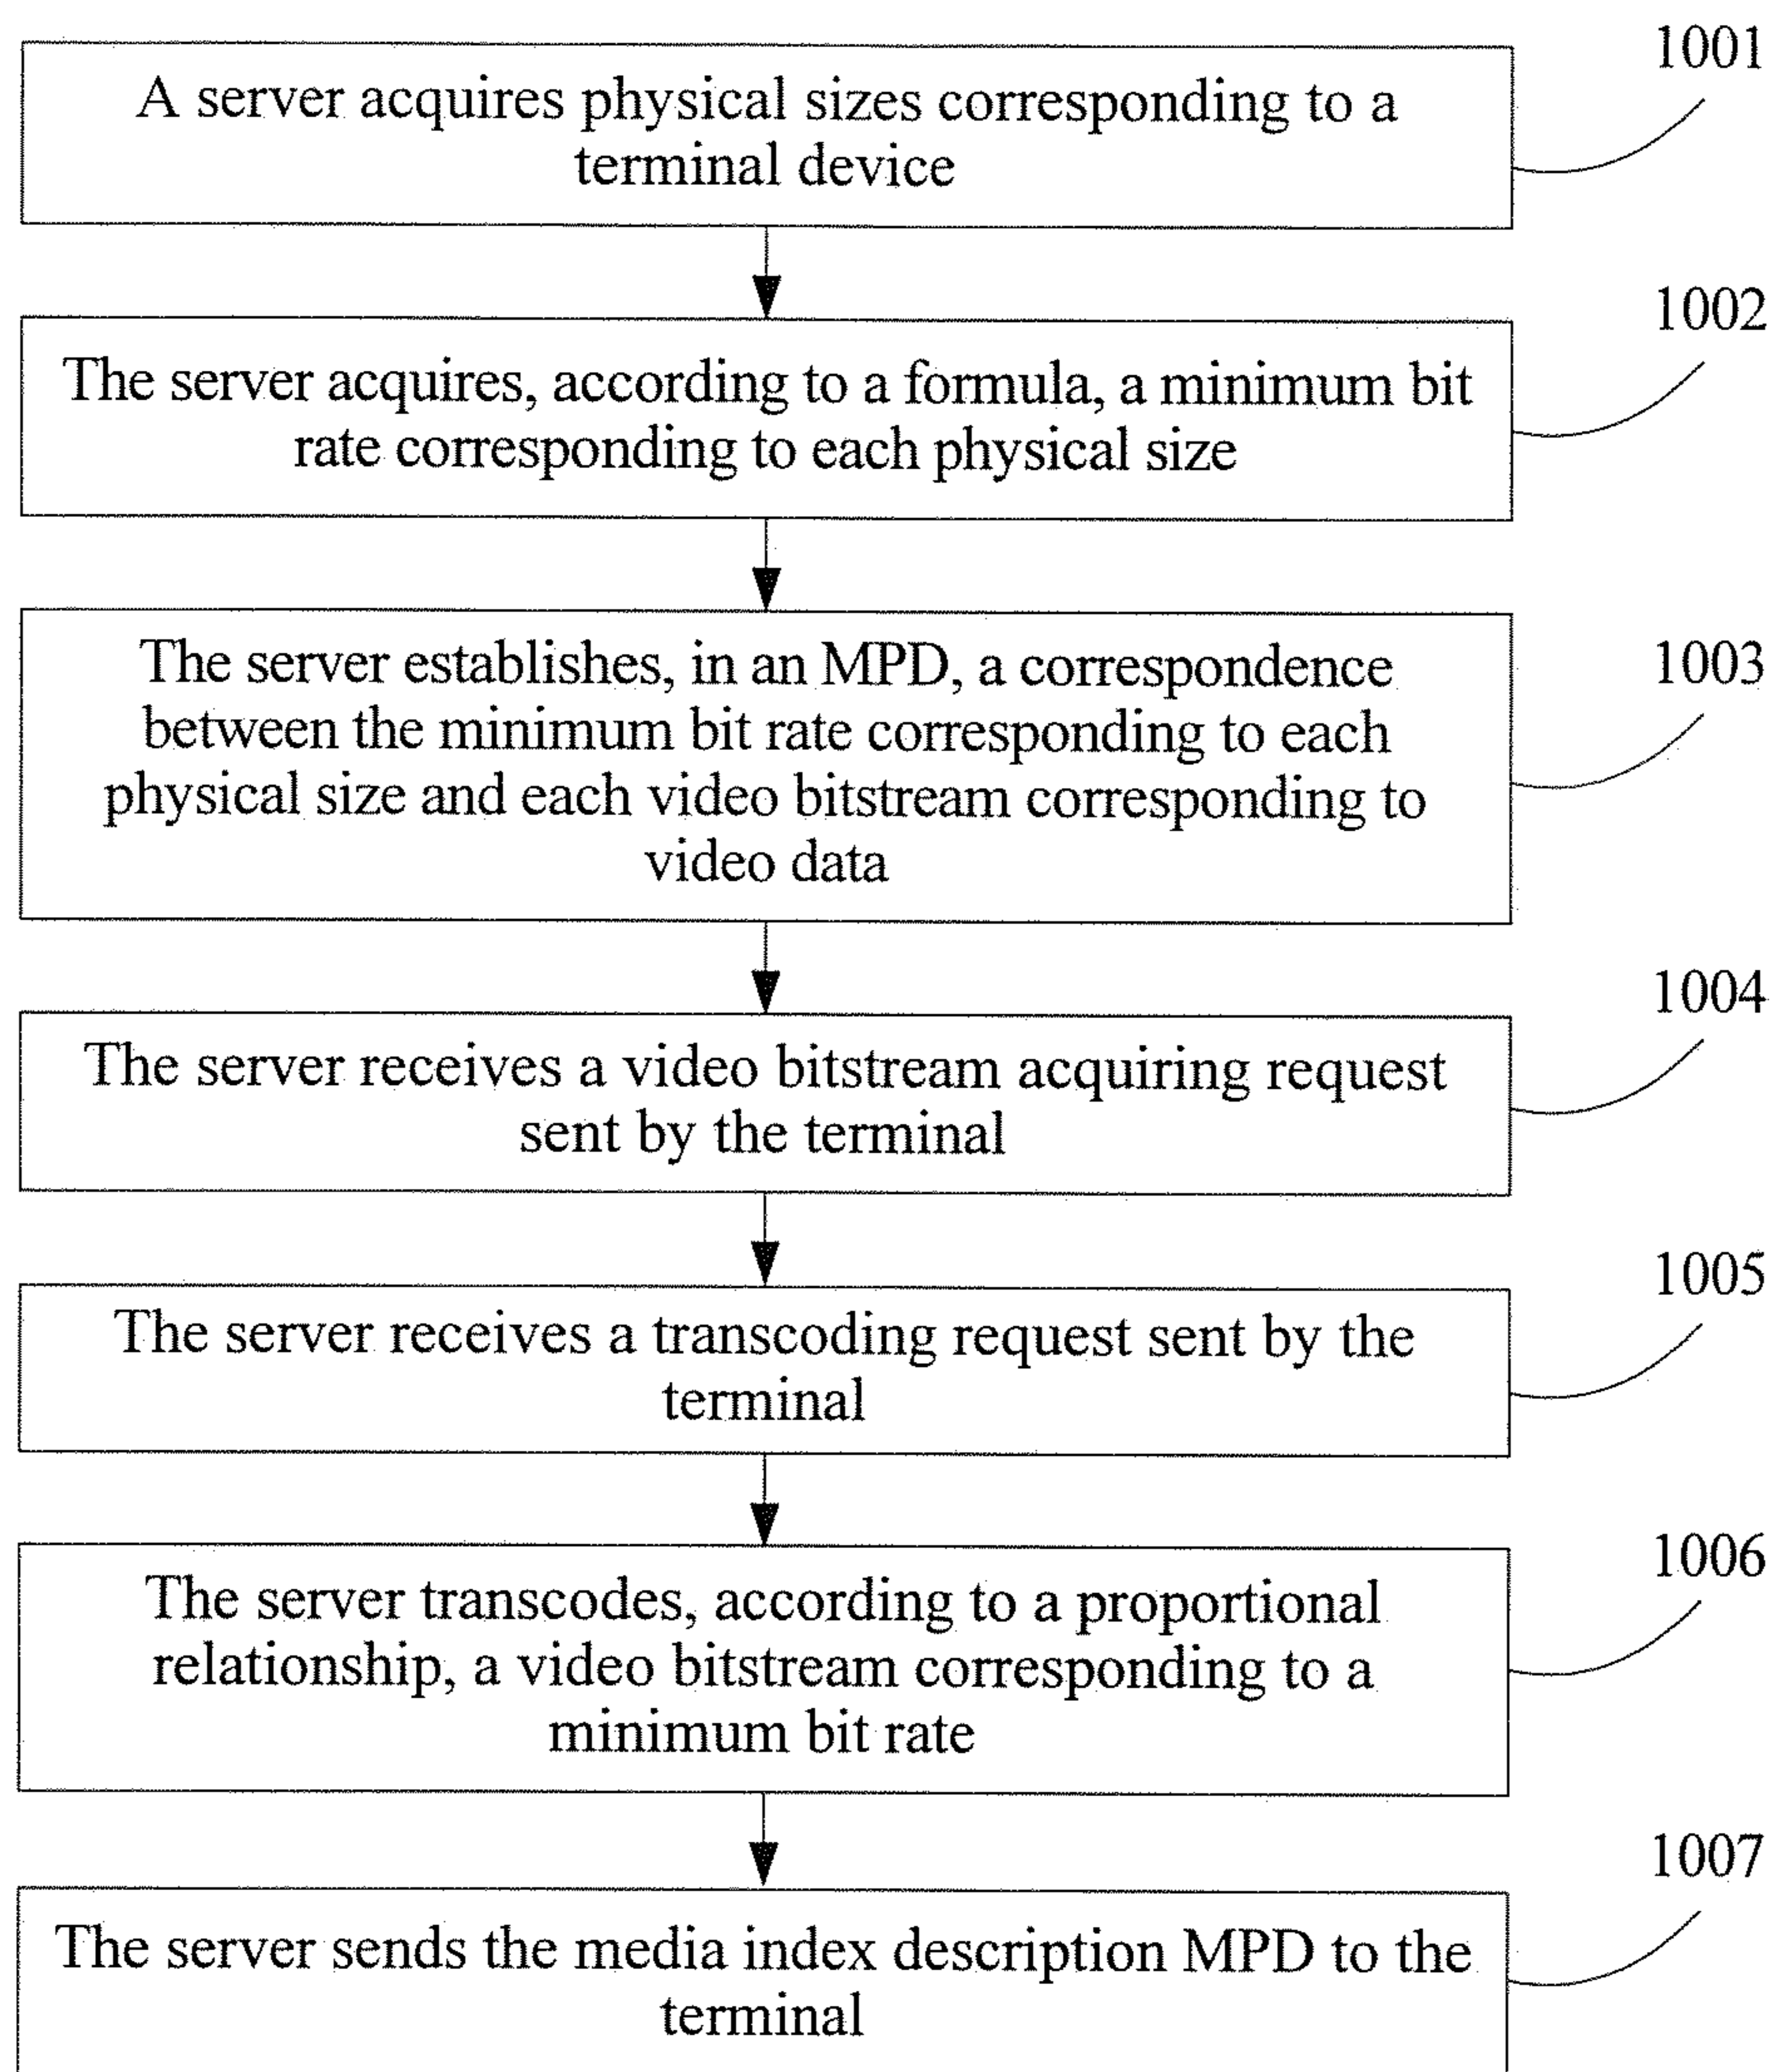 1001
A server acquires physical sizes corresponding to a
terminal device
1002
The server acquires, according to a formula, a minimum bit
rate corresponding to each physical size
The server establishes, in an MPD, a correspondence
1003
between the minimum bit rate corresponding to each
physical size and each video bitstream corresponding to
video data
1004
The server receives a video bitstream acquiring request
sent by the terminal
1005
The server receives a transcoding request sent by the
terminal
1006
The server transcodes, according to a proportional
relationship, a video bitstream corresponding to a
minimum bit rate
1007
The server sends the media index description MPD to the
terminal